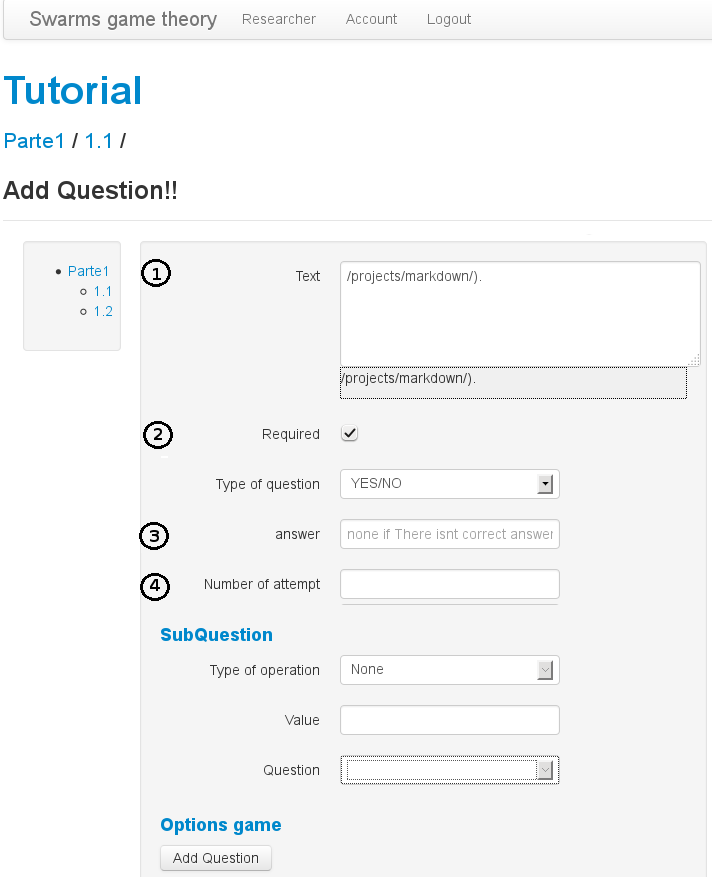 Swarms game theory Researcher Account Logout
Tutorial
Parte1 / 1.1 /
Add Question!!
Parte1
1.1
1.2
1 Text /projects/markdown/).
/projects/markdown/).
2 Required
Type of question YES/NO
3 answer none if There isnt correct answer
4 Number of attempt
SubQuestion
Type of operation None
Value
Question
Options game
Add Question